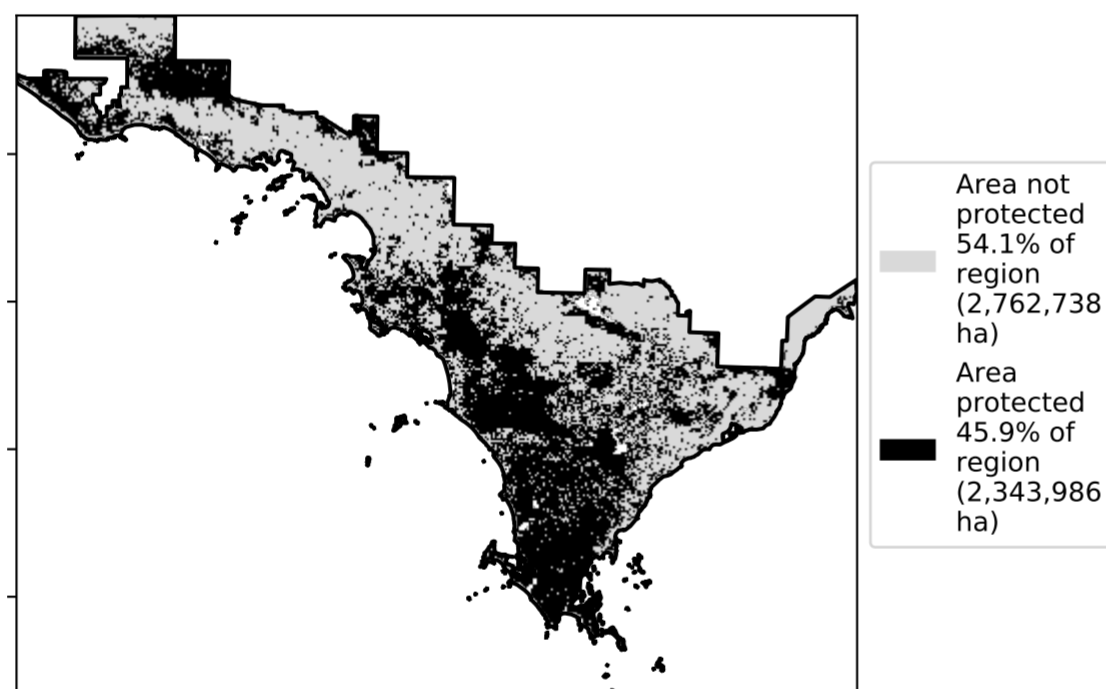 Area not
protected
54.1% of
region
(2,762,738
ha)
Area
protected
45.9% of
region
(2,343,986
ha)